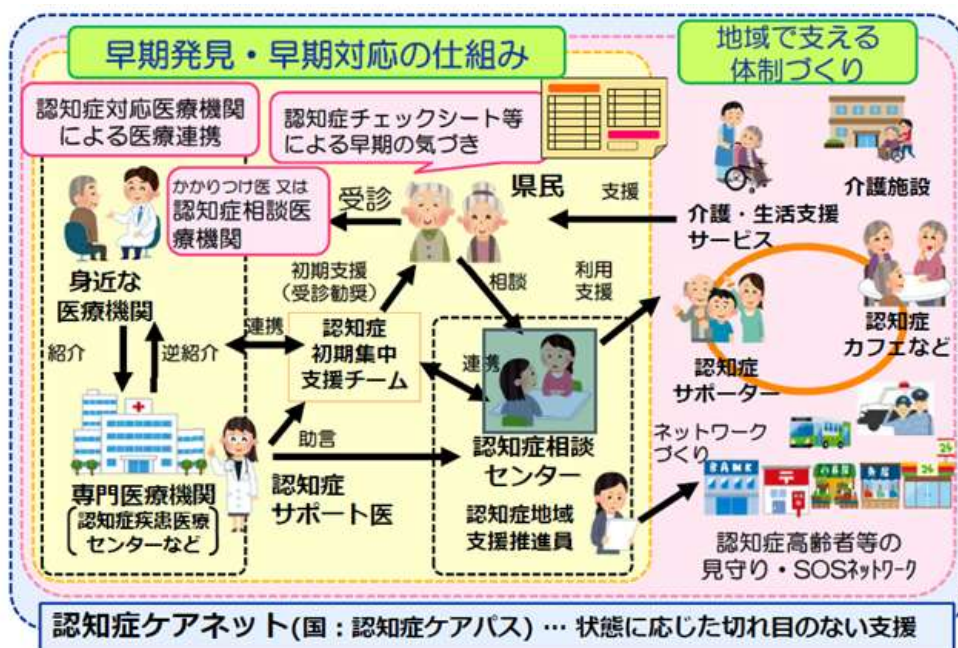 早期発見・早期対応の仕組み
地域で支える
体制づくり
認知症対応医療機関
による医療連携
認知症チェックシート等
による早期の気づき
かかりつけ医 又は
認知症相談医
療機関
受診
県民
支援
介護・生活支援
サービス
介護施設
身近な
医療機関
初期支援
(受診勧奨)
相談
利用
支援
紹介
逆紹介
連携
認知症
初期集中
支援チーム
連携
認知症
サポーター
認知症
カフェなど
助言
認知症相談
センター
ネットワーク
づくり
BANK
専門医療機関
認知症疾患医療
センターなど
認知症
サポート医
認知症地域
支援推進員
認知症高齢者等の
見守り・SOSネットワーク
認知症ケアネット(国:認知症ケアパス) … 状態に応じた切れ目のない支援